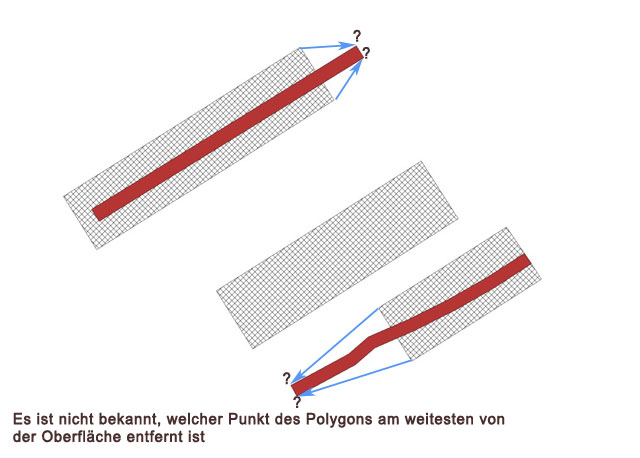 ?
?
?
?
Es ist nicht bekannt, welcher Punkt des Polygons am weitesten von
der Oberfläche entfernt ist